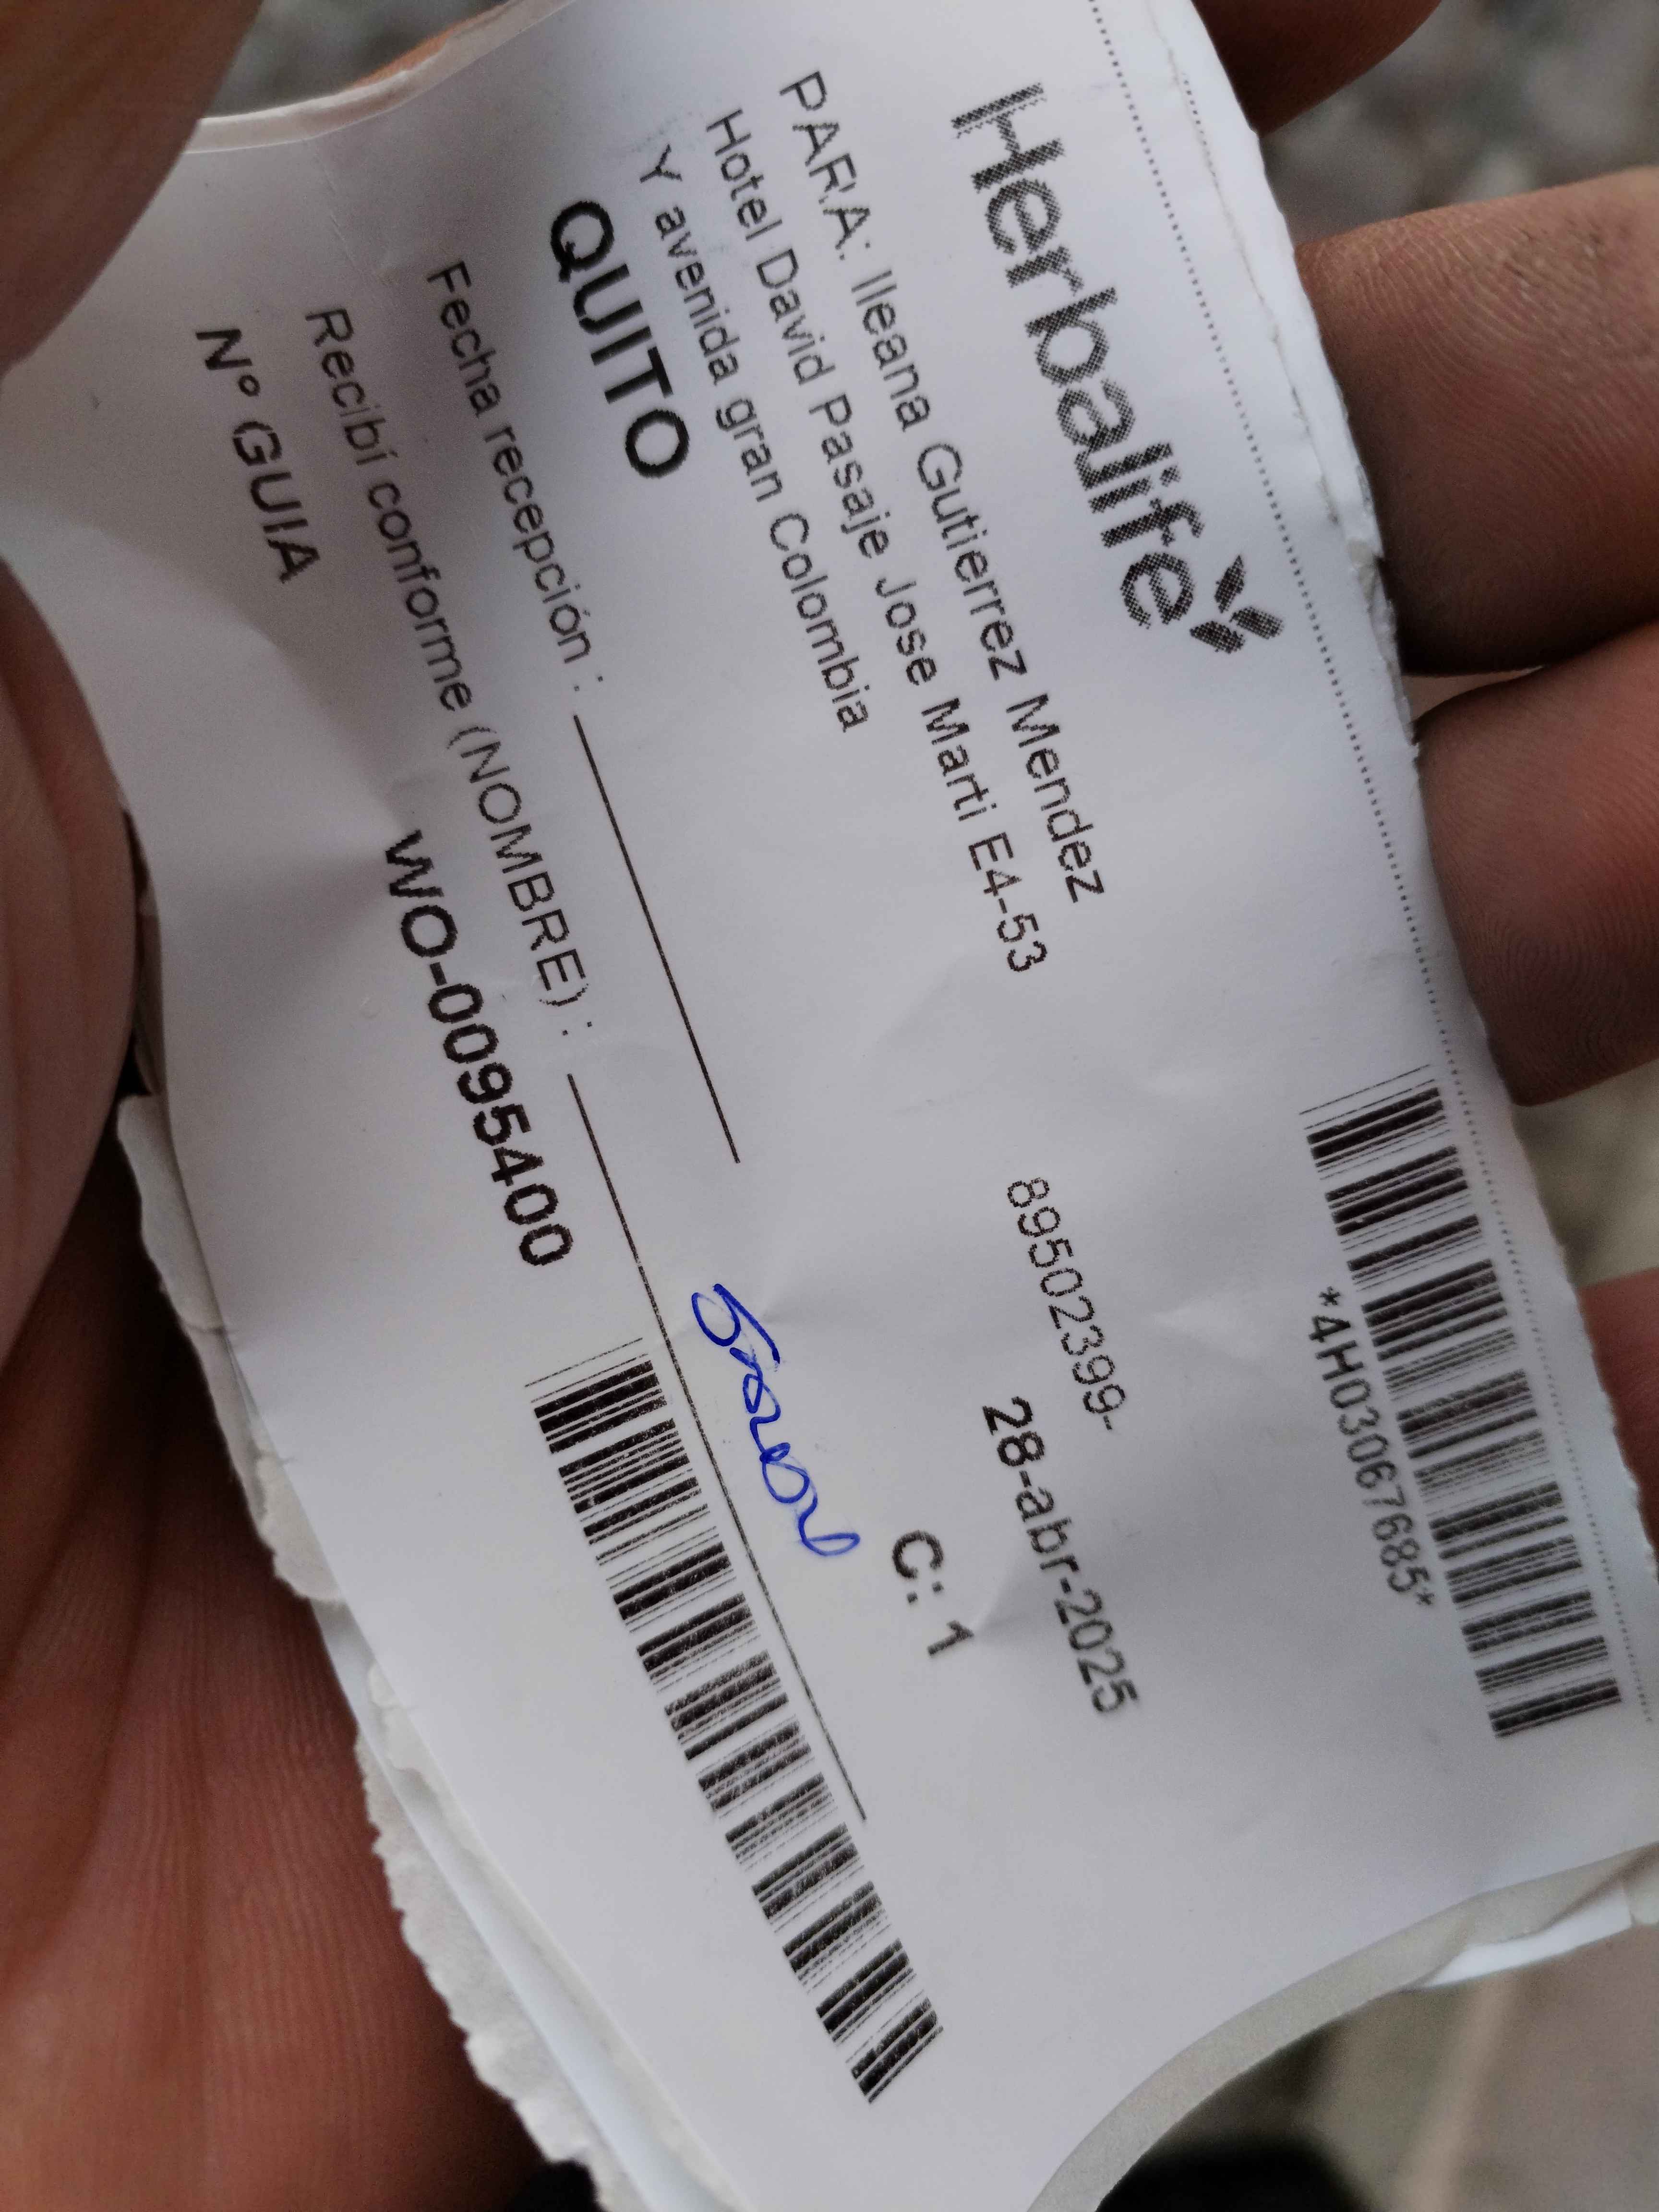 Herbalife
*4H03067685*
PARA: Ileana Gutierrez Mendez
89502399-
Hotel David Pasaje Jose Marti E4-53
28-abr-2025
Y avenida gran Colombia
QUITO
C: 1
Fecha recepción :
Recibí conforme (NOMBRE) :
N° GUIA
WO-0095400